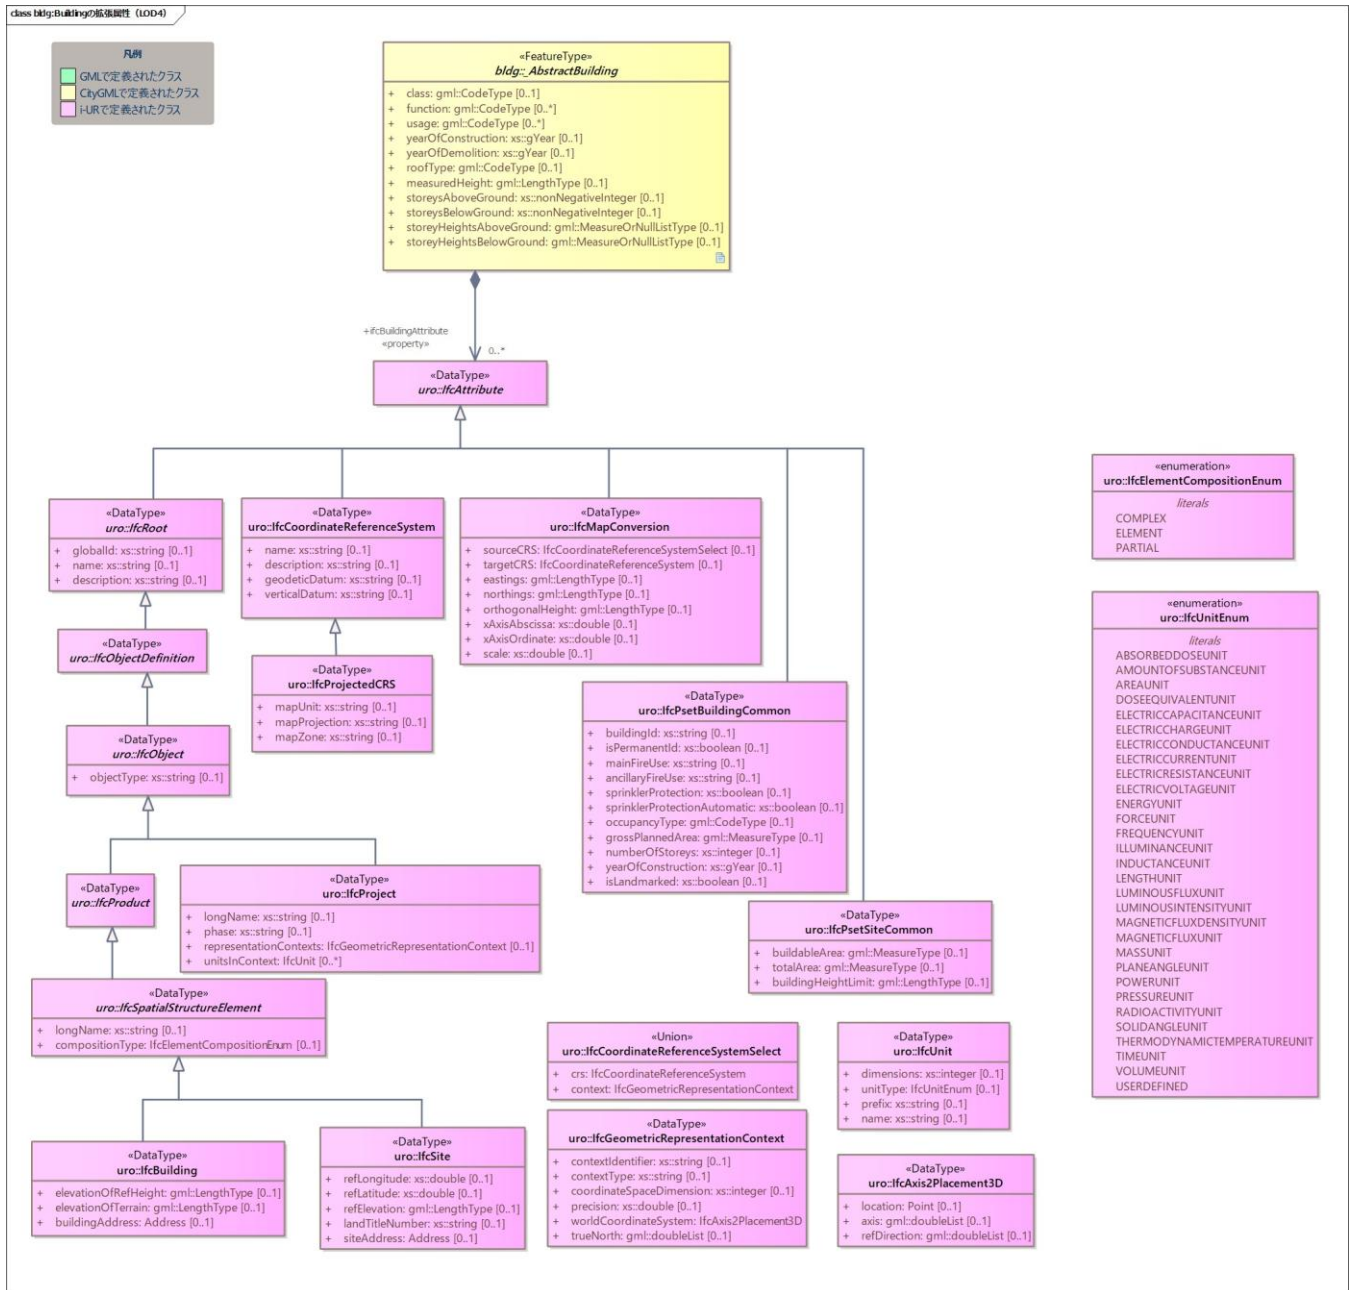 class bldg:Buildingの拡張属性（LOD4）
凡例
GMLで定義されたクラス
CityGMLで定義されたクラス
i-URで定義されたクラス
«FeatureType»
bldg::_AbstractBuilding
+ class: gml::CodeType [0..1]
+ function: gml::CodeType [0..*]
+ usage: gml::CodeType [0..*]
+ yearOfConstruction: xs::gYear [0..1]
+ yearOfDemolition: xs::gYear [0..1]
+ roofType: gml::CodeType [0..1]
+ measuredHeight: gml::LengthType [0..1]
+ storeysAboveGround: xs::nonNegativeInteger [0..1]
+ storeysBelowGround: xs::nonNegativeInteger [0..1]
+ storeyHeightsAboveGround: gml::MeasureOrNullListType [0..1]
+ storeyHeightsBelowGround: gml::MeasureOrNullListType [0..1]
+ifcBuildingAttribute
«property»
0..*
«DataType»
uro::IfcAttribute
«DataType»
uro::IfcRoot
+ globalId: xs::string [0..1]
+ name: xs::string [0..1]
+ description: xs::string [0..1]
«DataType»
uro::IfcCoordinateReferenceSystem
+ name: xs::string [0..1]
+ description: xs::string [0..1]
+ geodeticDatum: xs::string [0..1]
+ verticalDatum: xs::string [0..1]
«DataType»
uro::IfcMapConversion
+ sourceCRS: IfcCoordinateReferenceSystemSelect [0..1]
+ targetCRS: IfcCoordinateReferenceSystem [0..1]
+ eastings: gml::LengthType [0..1]
+ northings: gml::LengthType [0..1]
+ orthogonalHeight: gml::LengthType [0..1]
+ xAxisAbscissa: xs::double [0..1]
+ xAxisOrdinate: xs::double [0..1]
+ scale: xs::double [0..1]
«enumeration»
uro::IfcElementCompositionEnum
literals
COMPLEX
ELEMENT
PARTIAL
«DataType»
uro::IfcObjectDefinition
«DataType»
uro::IfcProjectedCRS
+ mapUnit: xs::string [0..1]
+ mapProjection: xs::string [0..1]
+ mapZone: xs::string [0..1]
«DataType»
uro::IfcObject
+ objectType: xs::string [0..1]
«DataType»
uro::IfcPsetBuildingCommon
+ buildingId: xs::string [0..1]
+ isPermanentId: xs::boolean [0..1]
+ mainFireUse: xs::string [0..1]
+ ancillaryFireUse: xs::string [0..1]
+ sprinklerProtection: xs::boolean [0..1]
+ sprinklerProtectionAutomatic: xs::boolean [0..1]
+ occupancyType: gml::CodeType [0..1]
+ grossPlannedArea: gml::MeasureType [0..1]
+ numberOfStoreys: xs::integer [0..1]
+ yearOfConstruction: xs::gYear [0..1]
+ isLandmarked: xs::boolean [0..1]
«enumeration»
uro::IfcUnitEnum
literals
ABSORBEDDOSEUNIT
AMOUNTOFSUBSTANCEUNIT
AREAUNIT
DOSEEQUIVALENTUNIT
ELECTRICCAPACITANCEUNIT
ELECTRICCHARGEUNIT
ELECTRICCONDUCTANCEUNIT
ELECTRICCURRENTUNIT
ELECTRICRESISTANCEUNIT
ELECTRICVOLTAGEUNIT
ENERGYUNIT
FORCEUNIT
FREQUENCYUNIT
ILLUMINANCEUNIT
INDUCTANCEUNIT
LENGTHUNIT
LUMINOUSFLUXUNIT
LUMINOUSINTENSITYUNIT
MAGNETICFLUXDENSITYUNIT
MAGNETICFLUXUNIT
MASSUNIT
PLANEANGLEUNIT
POWERUNIT
PRESSUREUNIT
RADIOACTIVITYUNIT
SOLIDANGLEUNIT
THERMODYNAMICTEMPERATUREUNIT
TIMEUNIT
VOLUMEUNIT
USERDEFINED
«DataType»
uro::IfcProduct
«DataType»
uro::IfcProject
+ longName: xs::string [0..1]
+ phase: xs::string [0..1]
+ representationContexts: IfcGeometricRepresentationContext [0..1]
+ unitsInContext: IfcUnit [0..*]
«DataType»
uro::IfcPsetSiteCommon
+ buildableArea: gml::MeasureType [0..1]
+ totalArea: gml::MeasureType [0..1]
+ buildingHeightLimit: gml::LengthType [0..1]
«DataType»
uro::IfcSpatialStructureElement
+ longName: xs::string [0..1]
+ compositionType: IfcElementCompositionEnum [0..1]
«Union»
uro::IfcCoordinateReferenceSystemSelect
+ crs: IfcCoordinateReferenceSystem
+ context: IfcGeometricRepresentationContext
«DataType»
uro::IfcUnit
+ dimensions: xs::integer [0..1]
+ unitType: IfcUnitEnum [0..1]
+ prefix: xs::string [0..1]
+ name: xs::string [0..1]
«DataType»
uro::IfcBuilding
+ elevationOfRefHeight: gml::LengthType [0..1]
+ elevationOfTerrain: gml::LengthType [0..1]
+ buildingAddress: Address [0..1]
«DataType»
uro::IfcSite
+ refLongitude: xs::double [0..1]
+ refLatitude: xs::double [0..1]
+ refElevation: gml::LengthType [0..1]
+ landTitleNumber: xs::string [0..1]
+ siteAddress: Address [0..1]
«DataType»
uro::IfcGeometricRepresentationContext
+ contextIdentifier: xs::string [0..1]
+ contextType: xs::string [0..1]
+ coordinateSpaceDimension: xs::integer [0..1]
+ precision: xs::double [0..1]
+ worldCoordinateSystem: IfcAxis2Placement3D
+ trueNorth: gml::doubleList [0..1]
«DataType»
uro::IfcAxis2Placement3D
+ location: Point [0..1]
+ axis: gml::doubleList [0..1]
+ refDirection: gml::doubleList [0..1]